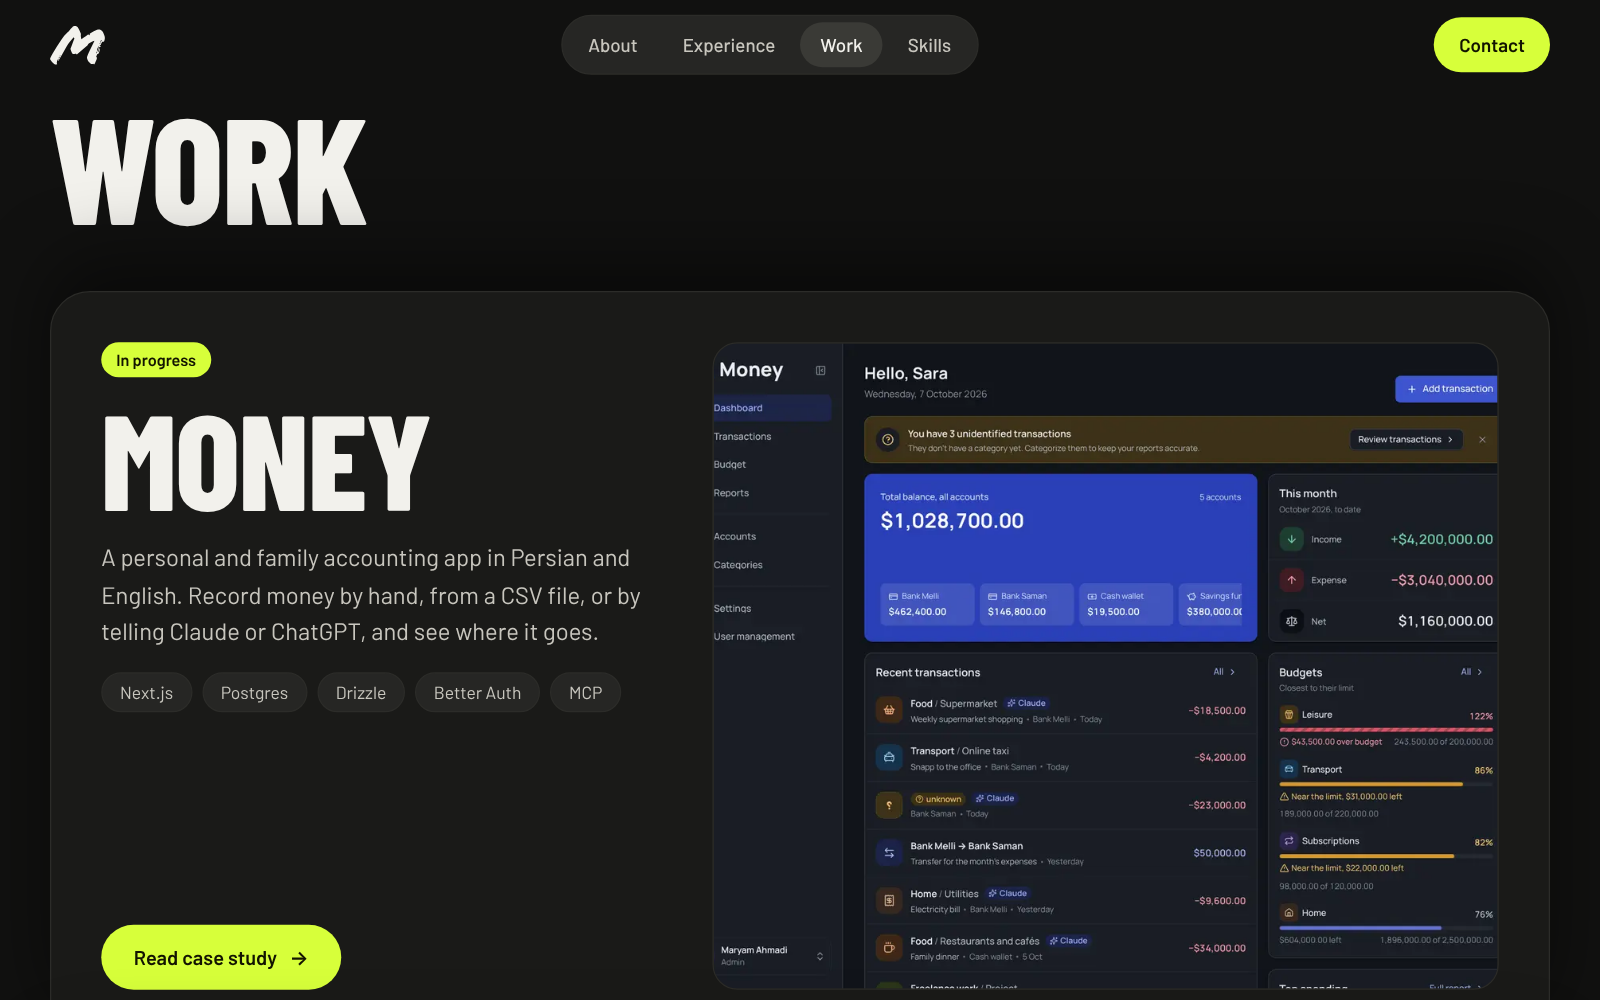 M
About
Experience
Work
Skills
Contact
WORK
In progress
MONEY
A personal and family accounting app in Persian and
English. Record money by hand, from a CSV file, or by
telling Claude or ChatGPT, and see where it goes.
Next.js
Postgres
Drizzle
Better Auth
MCP
Read case study →
Money
Dashboard
Transactions
Budget
Reports
Accounts
Categories
Settings
User management
Maryam Ahmadi
Admin
Hello, Sara
Wednesday, 7 October 2026
+ Add transaction
You have 3 unidentified transactions
They don't have a category yet. Categorize them to keep your reports accurate.
Review transactions
Total balance, all accounts
5 accounts
$1,028,700.00
Bank Melli
$462,400.00
Bank Saman
$146,800.00
Cash wallet
$19,500.00
Savings fur
$380,000.00
This month
October 2026, to date
Income +$4,200,000.00
Expense −$3,040,000.00
Net $1,160,000.00
Recent transactions
All
Food / Supermarket Claude
Weekly supermarket shopping • Bank Melli • Today
−$18,500.00
Transport / Online taxi
Snapp to the office • Bank Saman • Today
−$4,200.00
unknown Claude
Bank Saman • Today
−$23,000.00
Bank Melli → Bank Saman
Transfer for the month's expenses • Yesterday
$50,000.00
Home / Utilities Claude
Electricity bill • Bank Melli • Yesterday
−$9,600.00
Food / Restaurants and cafés Claude
Family dinner • Cash wallet • 5 Oct
−$34,000.00
Freelance work / Project
Budgets
All
Closest to their limit
Leisure 122%
$43,500.00 over budget 243,500.00 of 200,000.00
Transport 86%
Near the limit, $31,000.00 left
189,000.00 of 220,000.00
Subscriptions 82%
Near the limit, $22,000.00 left
98,000.00 of 120,000.00
Home 76%
$604,000.00 left 1,896,000.00 of 2,500,000.00
Top spending
Full report